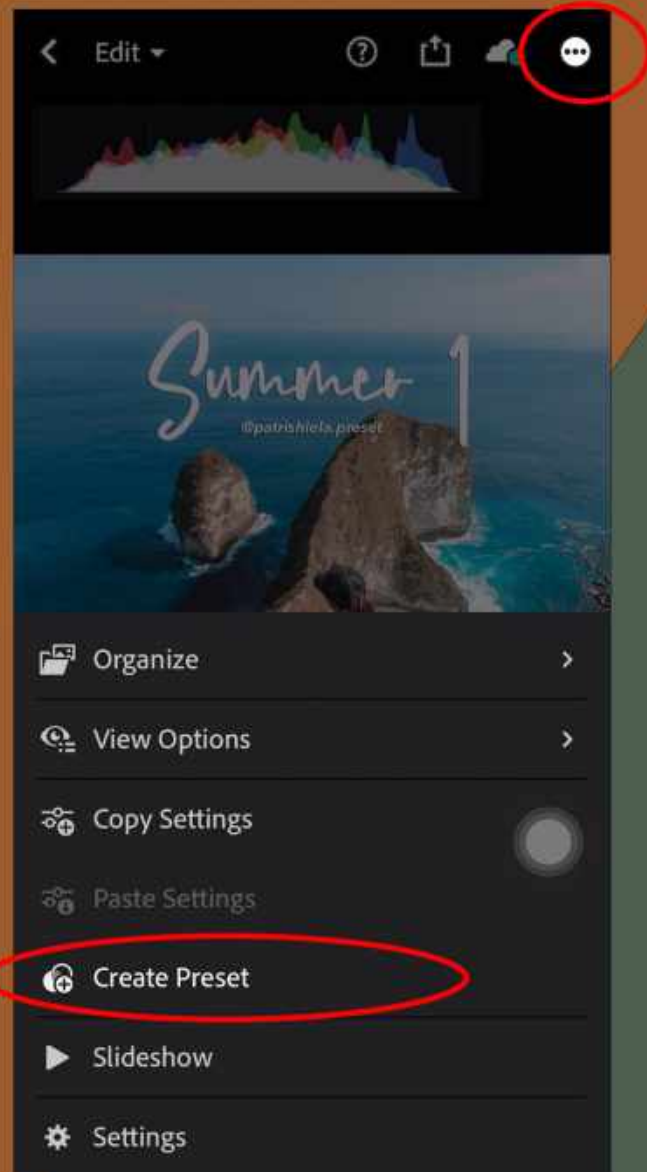 Edit
Summer 1
@patrishiela.preset
Organize
View Options
Copy Settings
Paste Settings
Create Preset
Slideshow
Settings